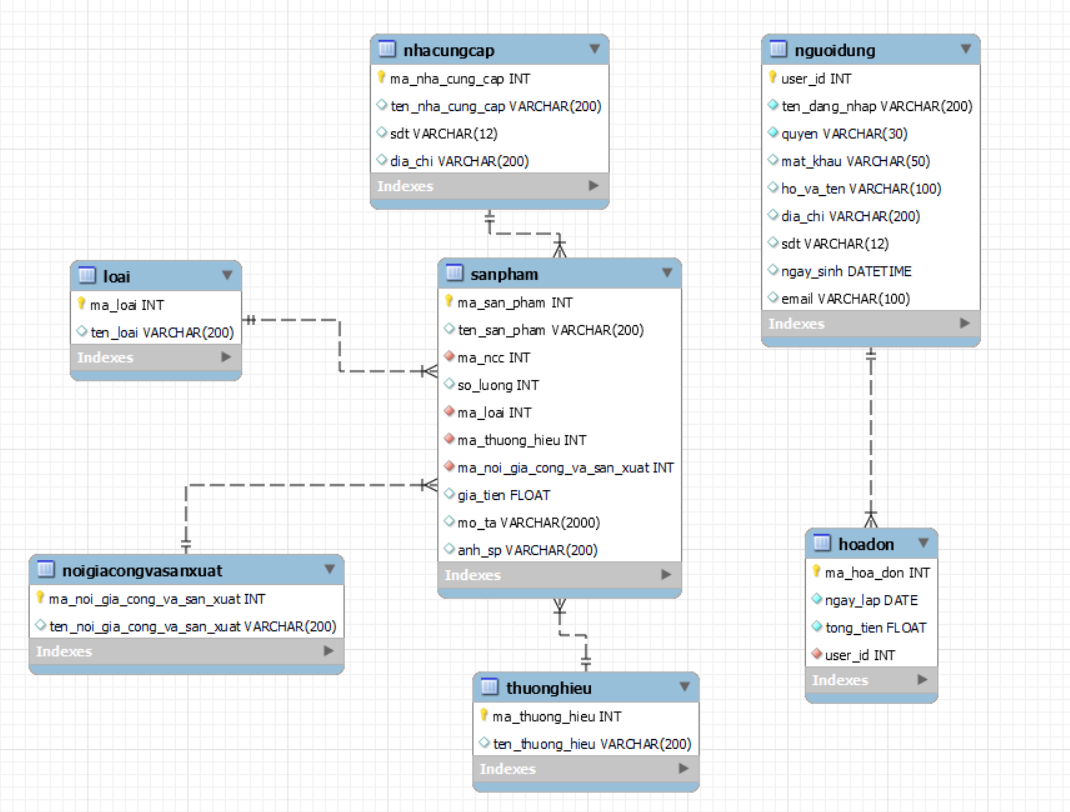 nhacungcap
ma_nha_cung_cap INT
ten_nha_cung_cap VARCHAR(200)
sdt VARCHAR(12)
dia_chi VARCHAR(200)
Indexes
nguoidung
user_id INT
ten_dang_nhap VARCHAR(200)
quyen VARCHAR(30)
mat_khau VARCHAR(50)
ho_va_ten VARCHAR(100)
dia_chi VARCHAR(200)
sdt VARCHAR(12)
ngay_sinh DATETIME
email VARCHAR(100)
Indexes
loai
ma_loai INT
ten_loai VARCHAR(200)
Indexes
sanpham
ma_san_pham INT
ten_san_pham VARCHAR(200)
ma_ncc INT
so_luong INT
ma_loai INT
ma_thuong_hieu INT
ma_noi_gia_cong_va_san_xuat INT
gia_tien FLOAT
mo_ta VARCHAR(2000)
anh_sp VARCHAR(200)
Indexes
noigiacongvasanxuat
ma_noi_gia_cong_va_san_xuat INT
ten_noi_gia_cong_va_san_xuat VARCHAR(200)
Indexes
hoadon
ma_hoa_don INT
ngay_lap DATE
tong_tien FLOAT
user_id INT
Indexes
thuonghieu
ma_thuong_hieu INT
ten_thuong_hieu VARCHAR(200)
Indexes